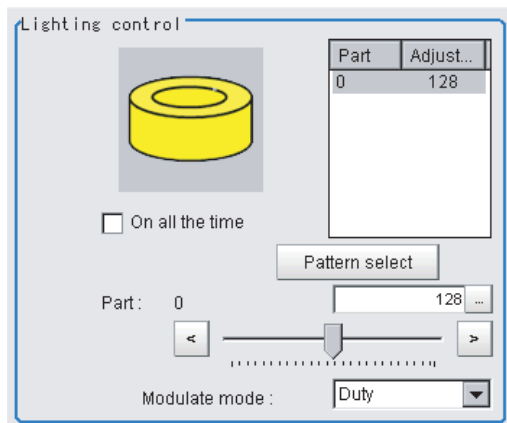 Lighting control
Part Adjust...
0 128
On all the time
Pattern select
Part : 0 128 ...
< >
Modulate mode : Duty